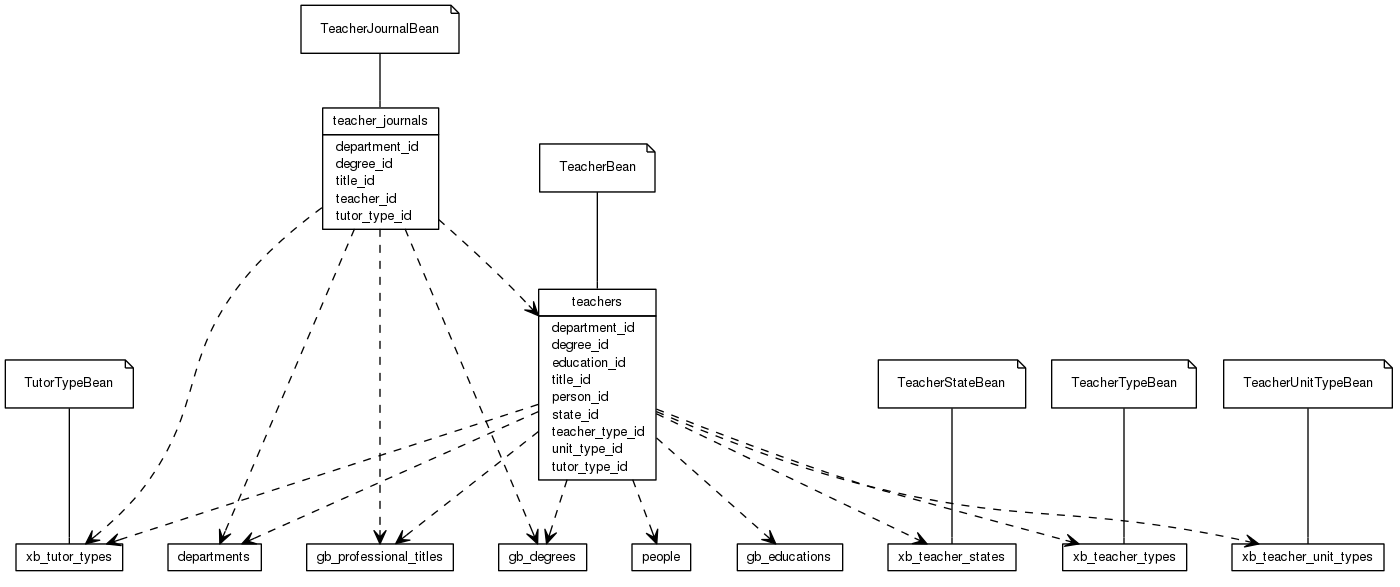 TeacherJournalBean
teacher_journals
department_id
degree_id
title_id
teacher_id
tutor_type_id
TeacherBean
teachers
department_id
degree_id
education_id
title_id
person_id
state_id
teacher_type_id
unit_type_id
tutor_type_id
TutorTypeBean
TeacherStateBean
TeacherTypeBean
TeacherUnitTypeBean
xb_tutor_types
departments
gb_professional_titles
gb_degrees
people
gb_educations
xb_teacher_states
xb_teacher_types
xb_teacher_unit_types